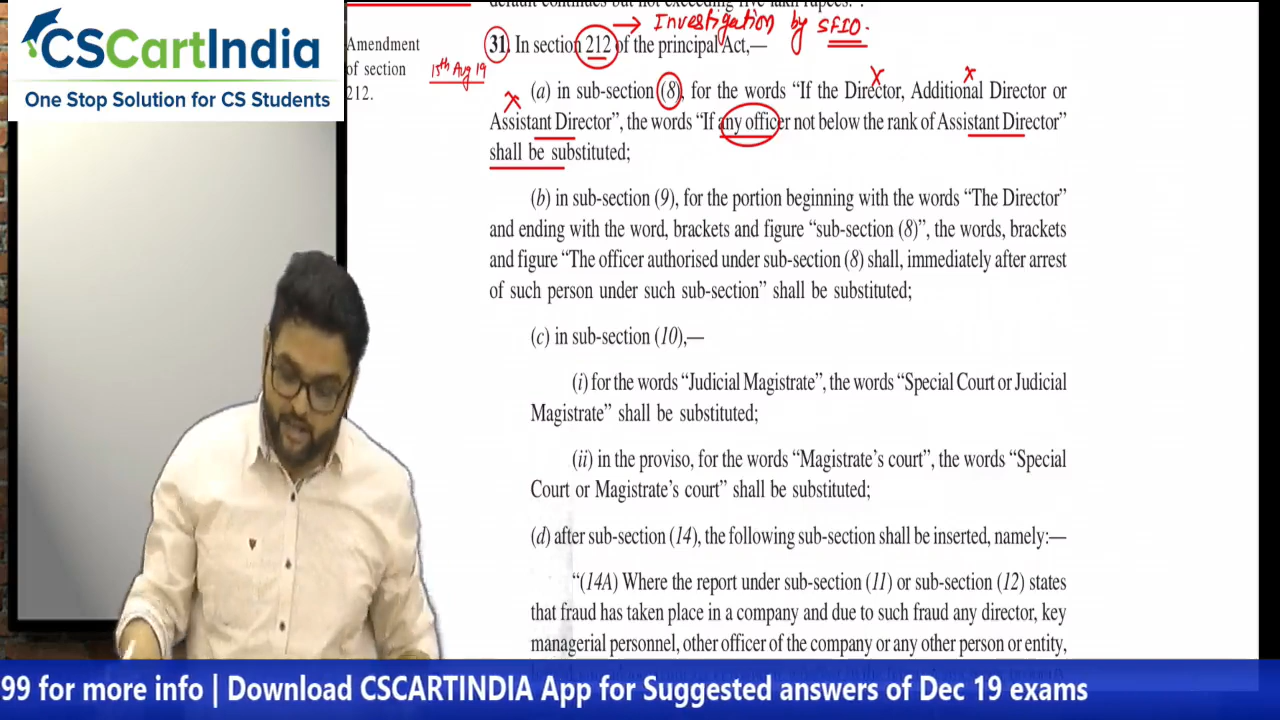 CSCartIndia
One Stop Solution for CS Students
default continues but not exceeding five lakh rupees.".
→ Investigation by SFIO.
Amendment
of section
212.
15th Aug 19
31. In section 212 of the principal Act,—
(a) in sub-section (8), for the words “If the Director, Additional Director or
Assistant Director”, the words “If any officer not below the rank of Assistant Director”
shall be substituted;
(b) in sub-section (9), for the portion beginning with the words “The Director”
and ending with the word, brackets and figure “sub-section (8)”, the words, brackets
and figure “The officer authorised under sub-section (8) shall, immediately after arrest
of such person under such sub-section” shall be substituted;
(c) in sub-section (10),—
(i) for the words “Judicial Magistrate”, the words “Special Court or Judicial
Magistrate” shall be substituted;
(ii) in the proviso, for the words “Magistrate’s court”, the words “Special
Court or Magistrate’s court” shall be substituted;
(d) after sub-section (14), the following sub-section shall be inserted, namely:—
“(14A) Where the report under sub-section (11) or sub-section (12) states
that fraud has taken place in a company and due to such fraud any director, key
managerial personnel, other officer of the company or any other person or entity,
99 for more info | Download CSCARTINDIA App for Suggested answers of Dec 19 exams